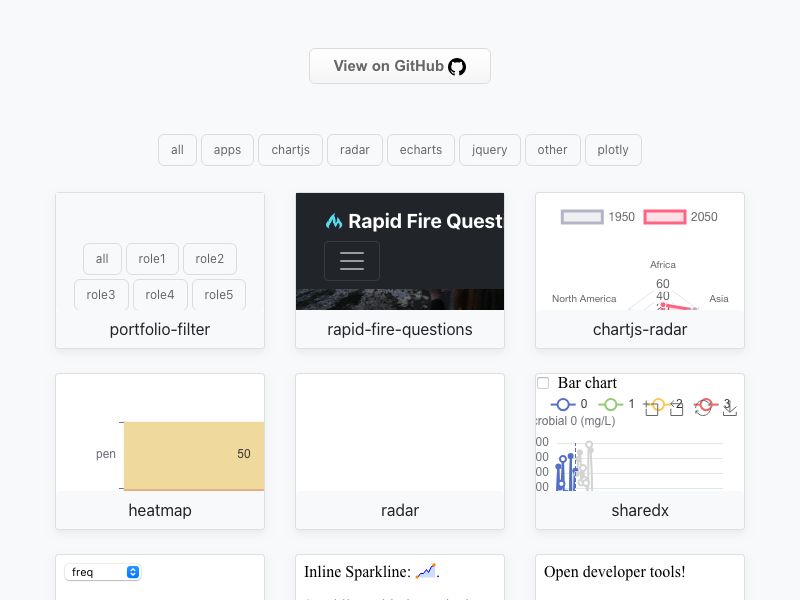 View on GitHub
all apps chartjs radar echarts jquery other plotly
all role1 role2
role3 role4 role5
portfolio-filter
Rapid Fire Quest
rapid-fire-questions
1950 2050
Africa
60
40
North America Asia
chartjs-radar
pen 50
heatmap
radar
Bar chart
0 1 2 3
crobial 0 (mg/L)
00
00
00
00
sharedx
freq
Inline Sparkline: .
Open developer tools!